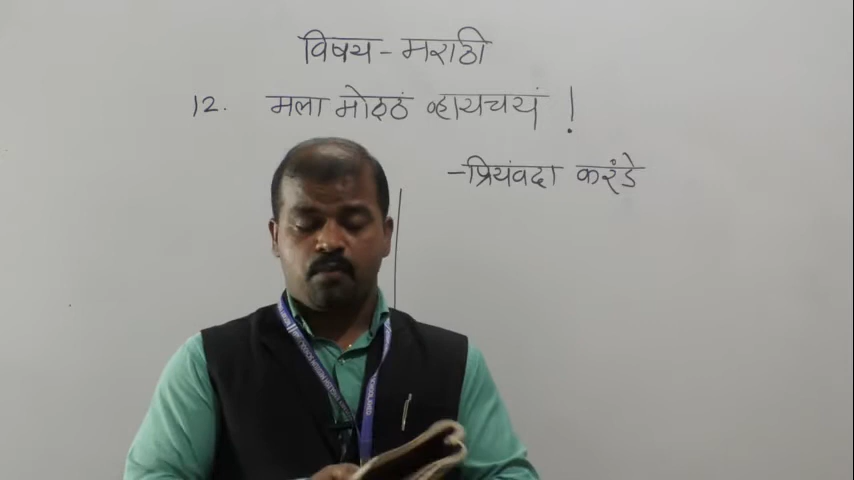 विषय - मराठी
12. मला मोठ्ठं व्हायचयं !
- प्रियंवदा करंडे